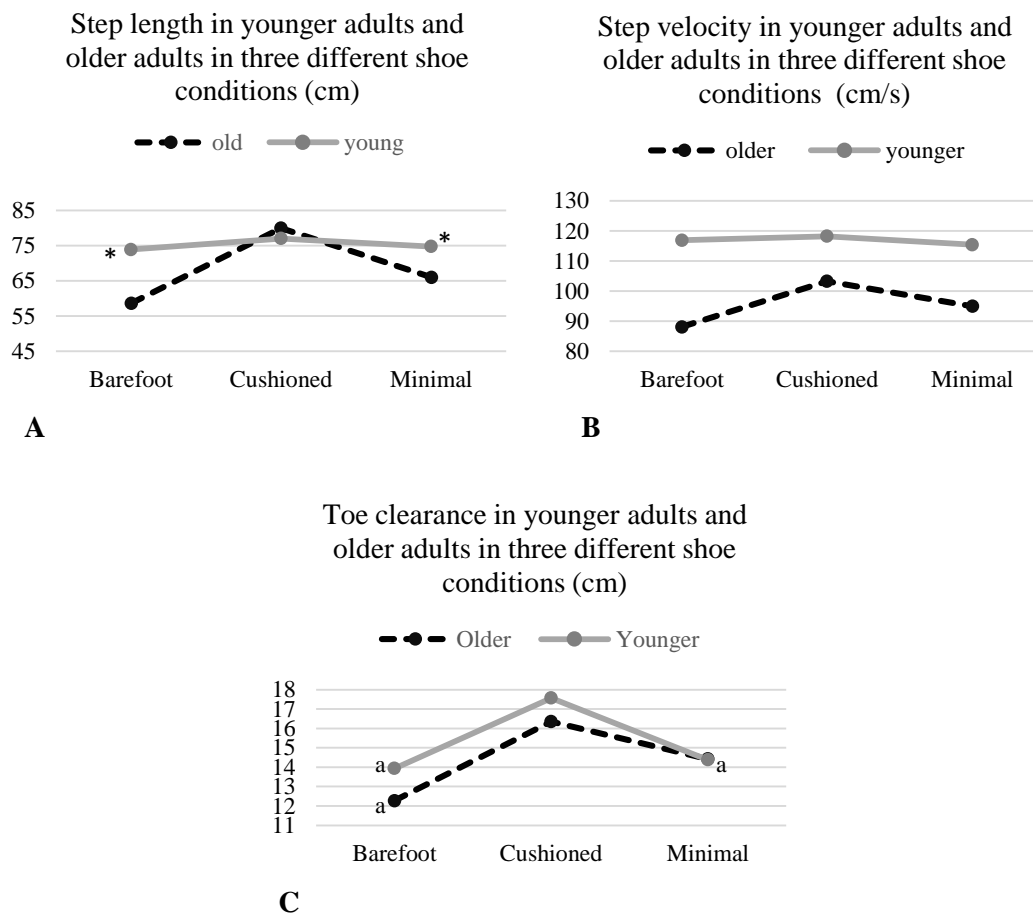 Step length in younger adults and
older adults in three different shoe
conditions (cm)
old young
85
75
65
55
45
*
*
Barefoot Cushioned Minimal
A
Step velocity in younger adults and
older adults in three different shoe
conditions (cm/s)
older younger
130
120
110
100
90
80
Barefoot Cushioned Minimal
B
Toe clearance in younger adults and
older adults in three different shoe
conditions (cm)
Older Younger
18
17
16
15
14
13
12
11
a
a
a
Barefoot Cushioned Minimal
C